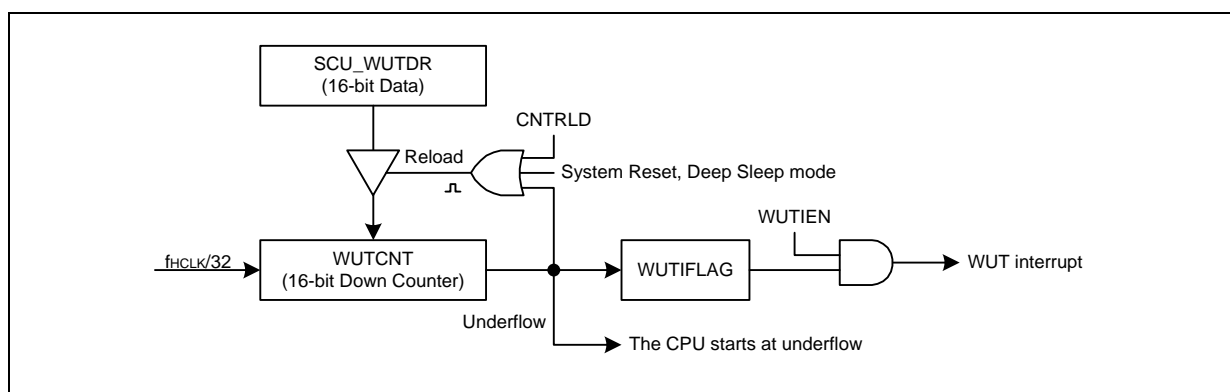 SCU_WUTDR
(16-bit Data)
CNTRLD
Reload
System Reset, Deep Sleep mode
WUTIEN
fHCLK/32
WUTCNT
(16-bit Down Counter)
WUTIFLAG
WUT interrupt
Underflow
The CPU starts at underflow